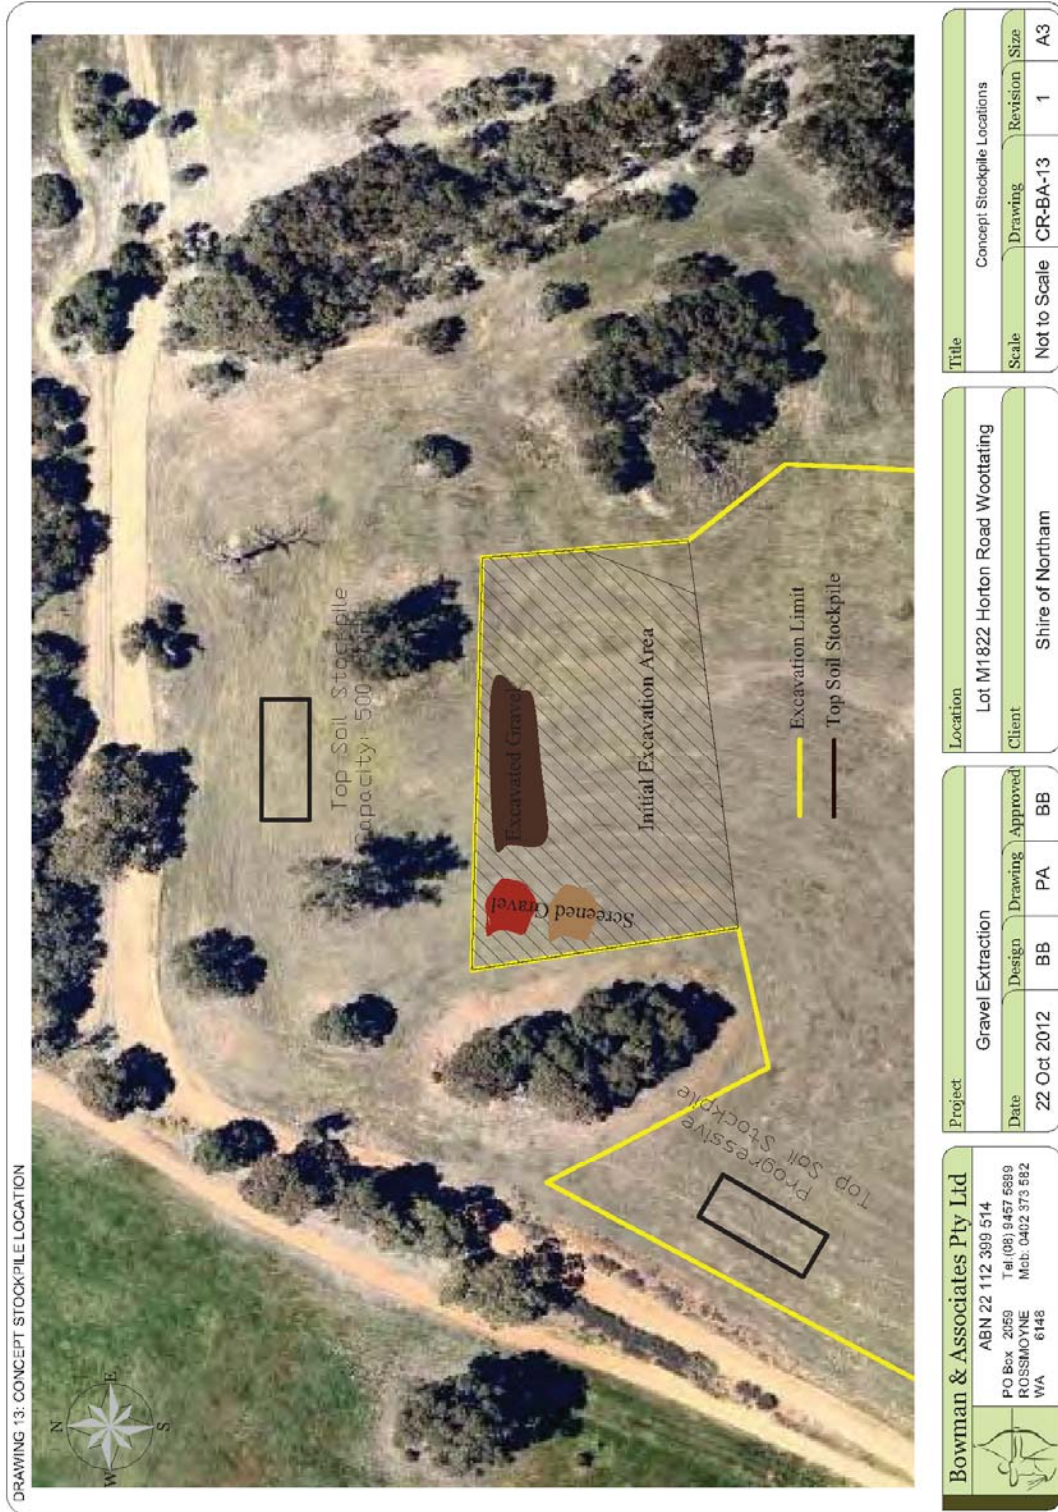 DRAWING 13: CONCEPT STOCKPILE LOCATION
N
W
E
S
Top Soil Stockpile
Capacity: 500
Excavated Gravel
Screened Gravel
Initial Excavation Area
Progressive
Top Soil Stockpile
Excavation Limit
Top Soil Stockpile
Bowman & Associates Pty Ltd
ABN 22 112 399 514
PO Box 2059 Tel:(08) 9457 5899
ROSSMOYNE Mob: 0402 373 582
WA 6148
Project
Gravel Extraction
Date Design Drawing Approved
22 Oct 2012 BB PA BB
Location
Lot M1822 Horton Road Woottating
Client
Shire of Northam
Title
Concept Stockpile Locations
Scale Drawing Revision Size
Not to Scale CR-BA-13 1 A3